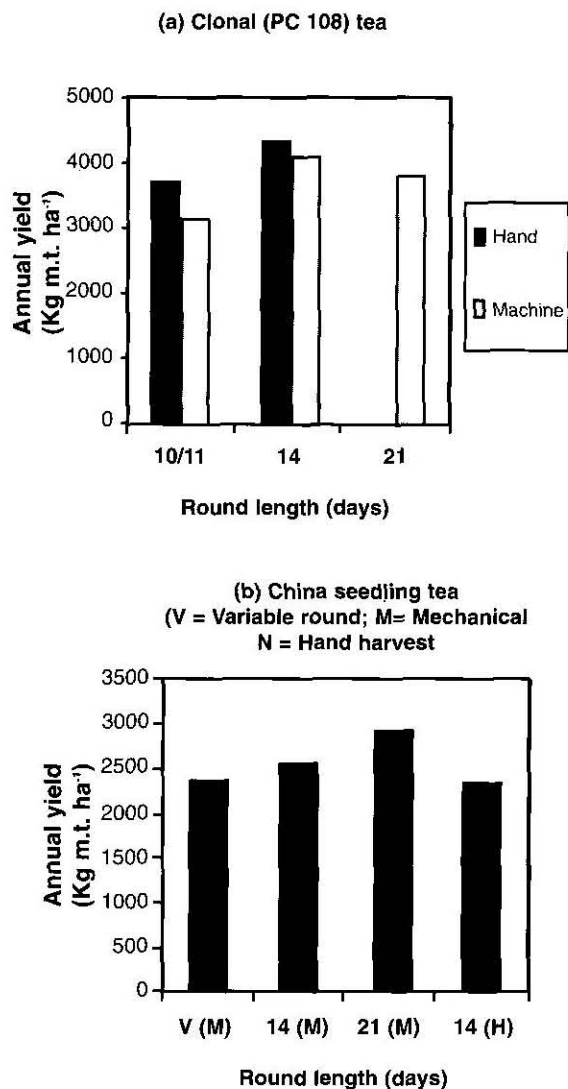 (a) Clonal (PC 108) tea
5000
4000
3000
2000
1000
0
Annual yield
(Kg m.t. ha⁻¹)
Hand
Machine
10/11 14 21
Round length (days)
(b) China seedling tea
(V = Variable round; M= Mechanical
N = Hand harvest
3500
3000
2500
2000
1500
1000
500
0
Annual yield
(Kg m.t. ha⁻¹)
V (M) 14 (M) 21 (M) 14 (H)
Round length (days)